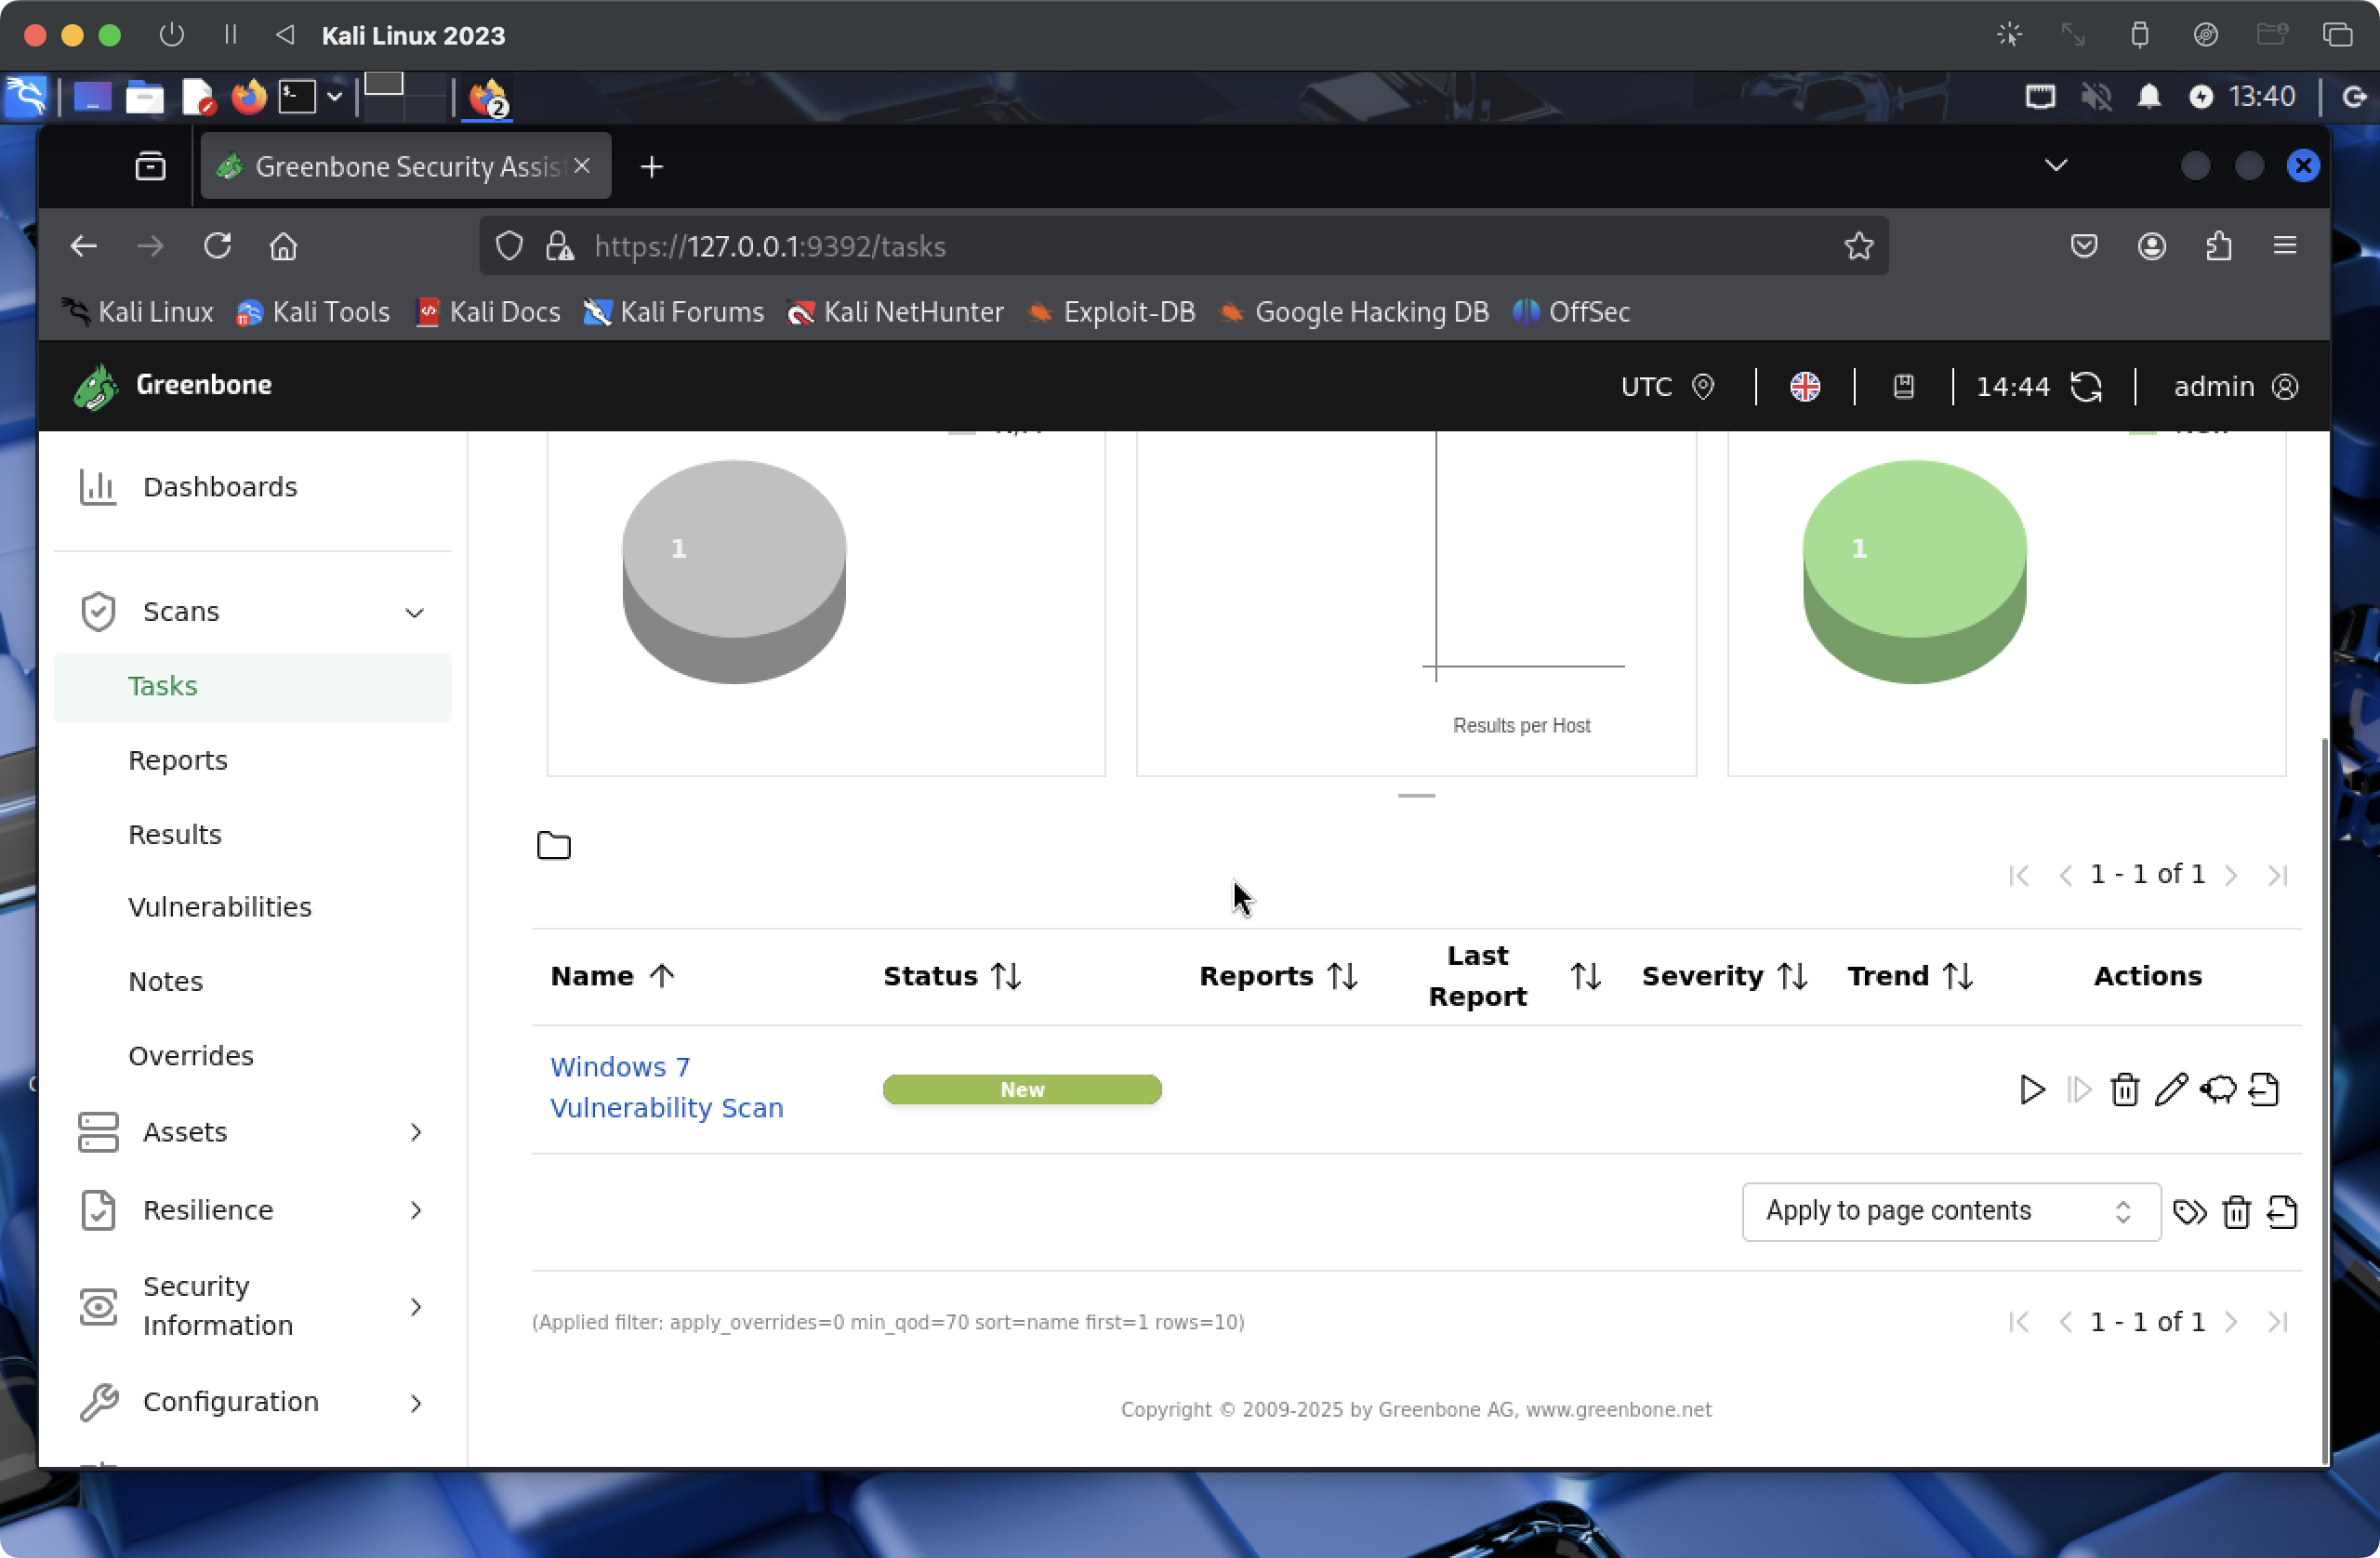 Kali Linux 2023
2
13:40
Greenbone Security Assist
https://127.0.0.1:9392/tasks
Kali Linux
Kali Tools
Kali Docs
Kali Forums
Kali NetHunter
Exploit-DB
Google Hacking DB
OffSec
Greenbone
UTC
14:44
admin
Dashboards
Scans
Tasks
Reports
Results
Vulnerabilities
Notes
Overrides
Assets
Resilience
Security
Information
Configuration
1
Results per Host
1
1 - 1 of 1
Name
Status
Reports
Last
Report
Severity
Trend
Actions
Windows 7
Vulnerability Scan
New
Apply to page contents
(Applied filter: apply_overrides=0 min_qod=70 sort=name first=1 rows=10)
1 - 1 of 1
Copyright © 2009-2025 by Greenbone AG, www.greenbone.net